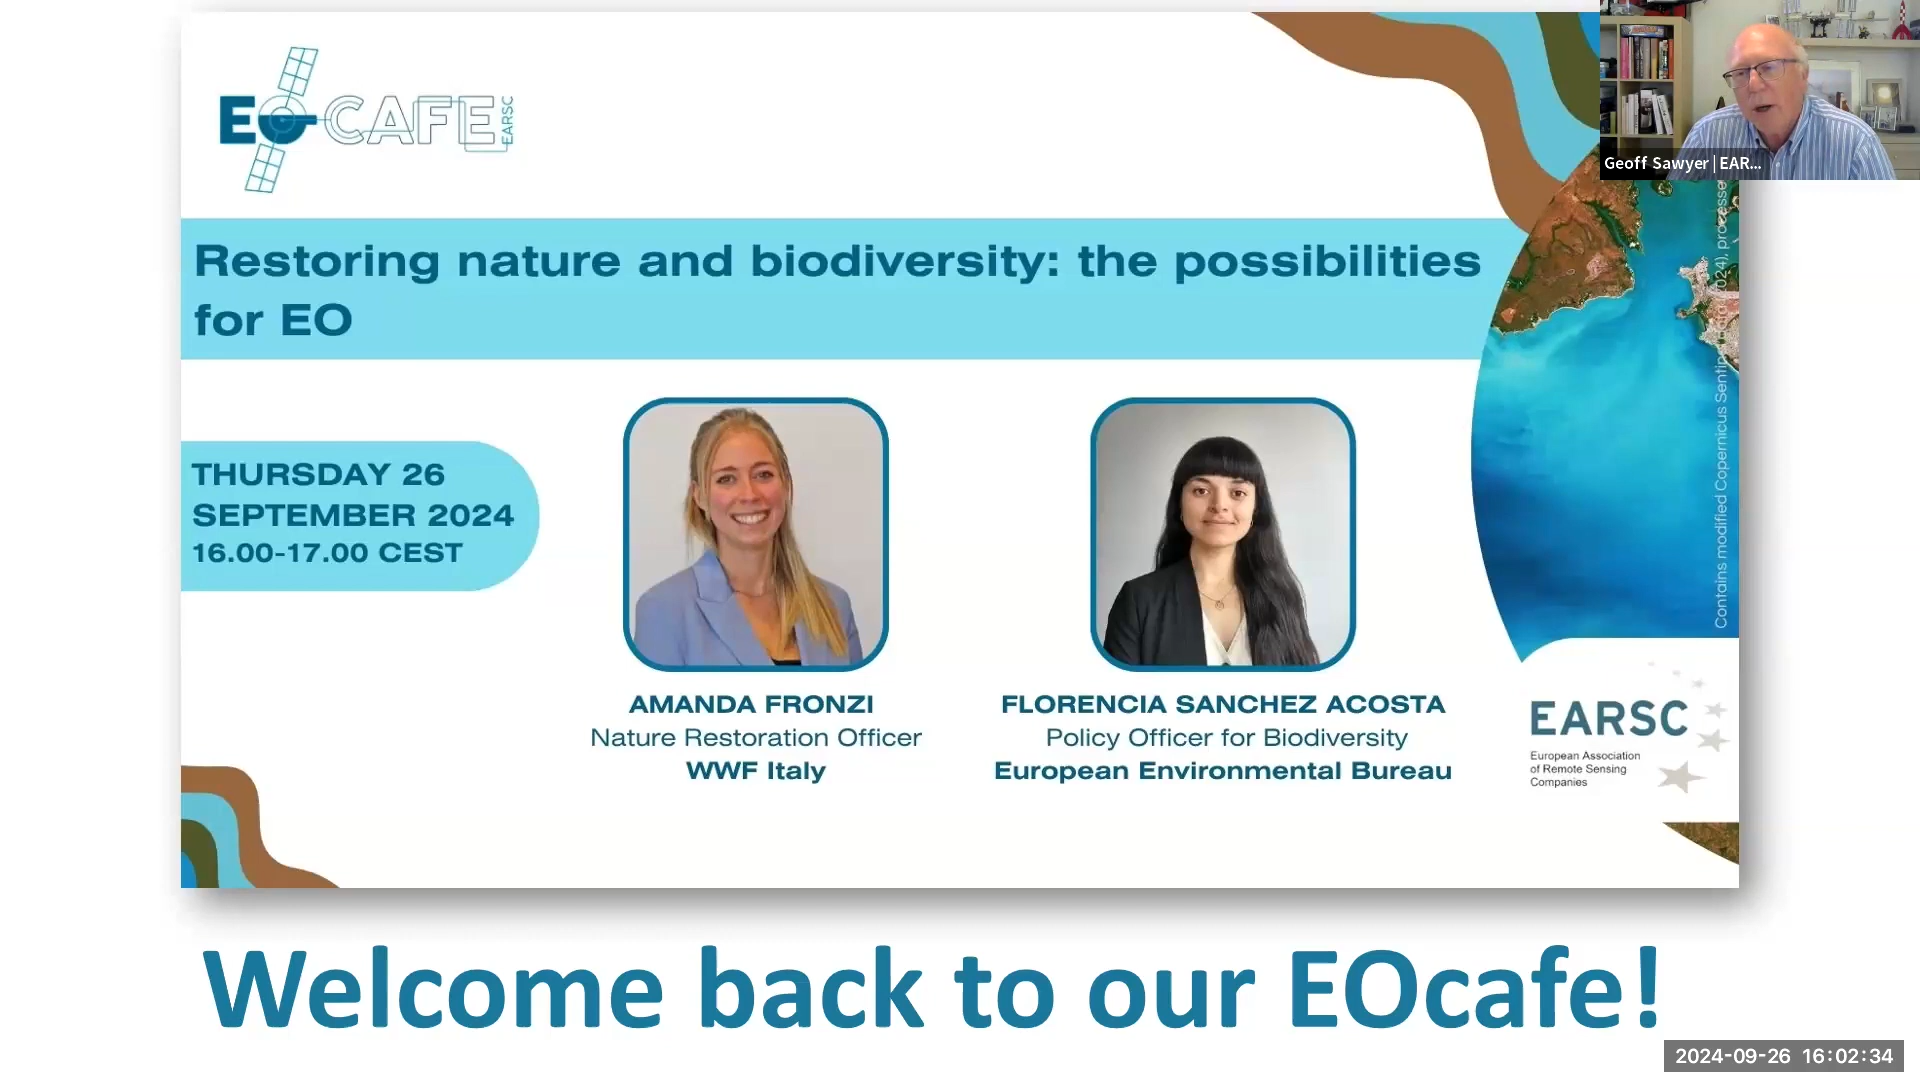 EO CAFE EARSC
Geoff Sawyer | EAR...
Restoring nature and biodiversity: the possibilities
for EO
THURSDAY 26
SEPTEMBER 2024
16.00-17.00 CEST
AMANDA FRONZI
Nature Restoration Officer
WWF Italy
FLORENCIA SANCHEZ ACOSTA
Policy Officer for Biodiversity
European Environmental Bureau
Contains modified Copernicus
EARSC
European Association
of Remote Sensing
Companies
Welcome back to our EOcafe!
2024-09-26 16:02:34